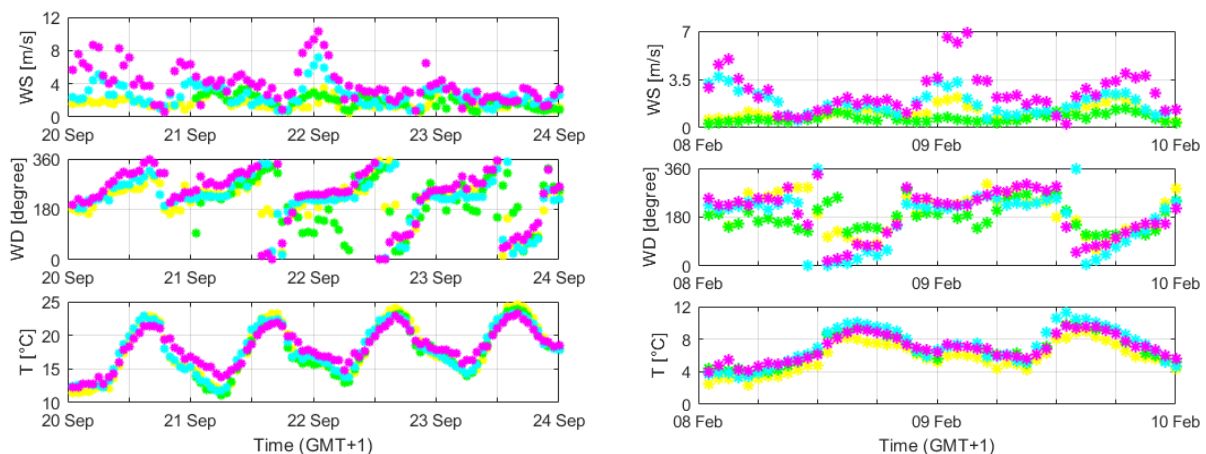 WS [m/s]
12
8
4
0
20 Sep 21 Sep 22 Sep 23 Sep 24 Sep
WD [degree]
360
180
0
20 Sep 21 Sep 22 Sep 23 Sep 24 Sep
T [°C]
25
20
15
10
20 Sep 21 Sep 22 Sep 23 Sep 24 Sep
Time (GMT+1)
WS [m/s]
7
3.5
0
08 Feb 09 Feb 10 Feb
WD [degree]
360
180
0
08 Feb 09 Feb 10 Feb
T [°C]
12
8
4
0
08 Feb 09 Feb 10 Feb
Time (GMT+1)